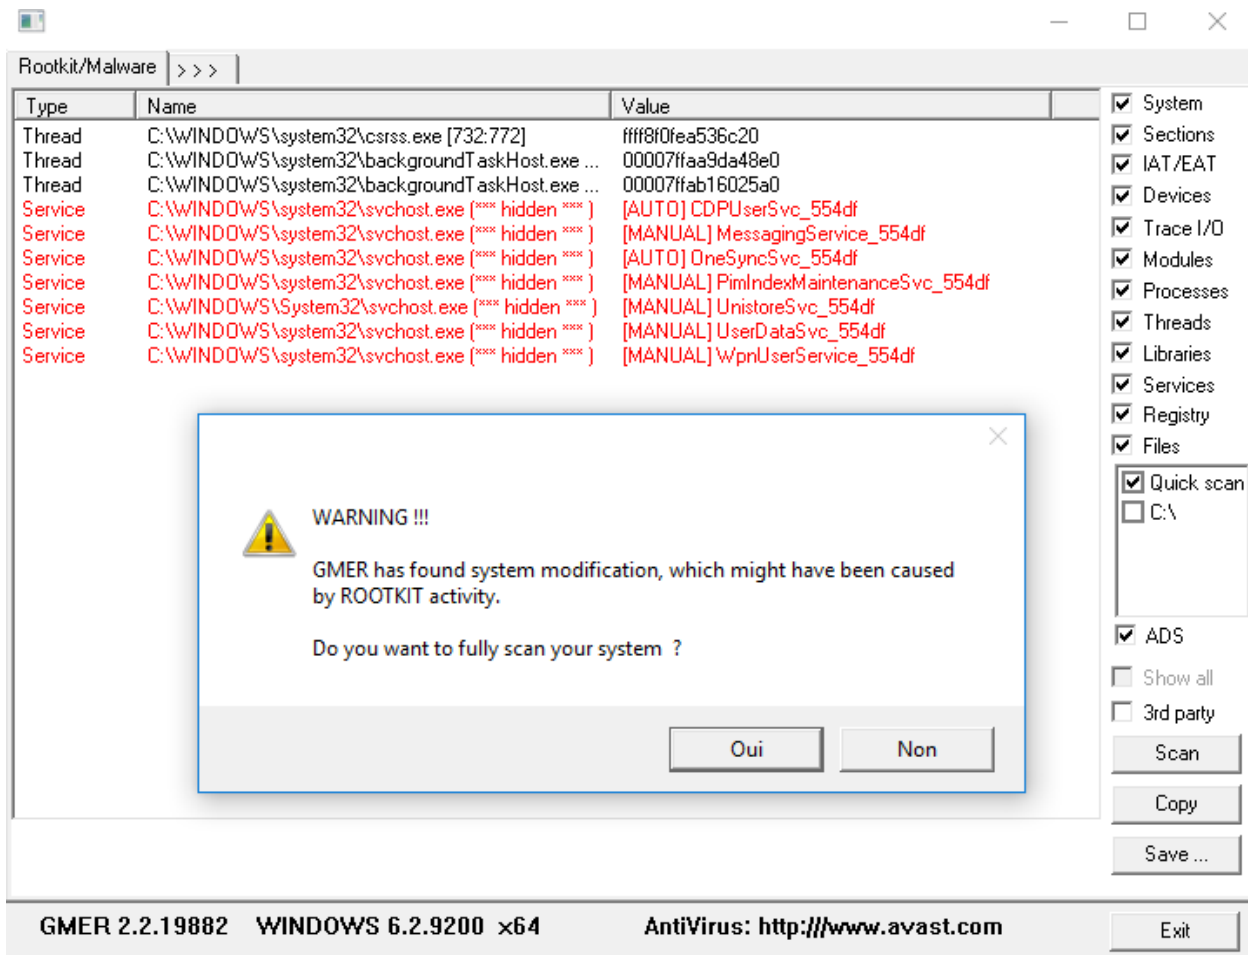 Rootkit/Malware > > >
Type Name Value
Thread C:\WINDOWS\system32\csrss.exe [732:772] ffff8f0fea536c20
Thread C:\WINDOWS\system32\backgroundTaskHost.exe ... 00007ffaa9da48e0
Thread C:\WINDOWS\system32\backgroundTaskHost.exe ... 00007ffab16025a0
Service C:\WINDOWS\system32\svchost.exe (*** hidden *** ) [AUTO] CDPUserSvc_554df
Service C:\WINDOWS\system32\svchost.exe (*** hidden *** ) [MANUAL] MessagingService_554df
Service C:\WINDOWS\system32\svchost.exe (*** hidden *** ) [AUTO] OneSyncSvc_554df
Service C:\WINDOWS\system32\svchost.exe (*** hidden *** ) [MANUAL] PimIndexMaintenanceSvc_554df
Service C:\WINDOWS\System32\svchost.exe (*** hidden *** ) [MANUAL] UnistoreSvc_554df
Service C:\WINDOWS\system32\svchost.exe (*** hidden *** ) [MANUAL] UserDataSvc_554df
Service C:\WINDOWS\system32\svchost.exe (*** hidden *** ) [MANUAL] WpnUserService_554df
WARNING !!!
GMER has found system modification, which might have been caused
by ROOTKIT activity.
Do you want to fully scan your system ?
Oui Non
System
Sections
IAT/EAT
Devices
Trace I/O
Modules
Processes
Threads
Libraries
Services
Registry
Files
Quick scan
C:\
ADS
Show all
3rd party
Scan
Copy
Save ...
GMER 2.2.19882 WINDOWS 6.2.9200 x64 AntiVirus: http:///www.avast.com
Exit